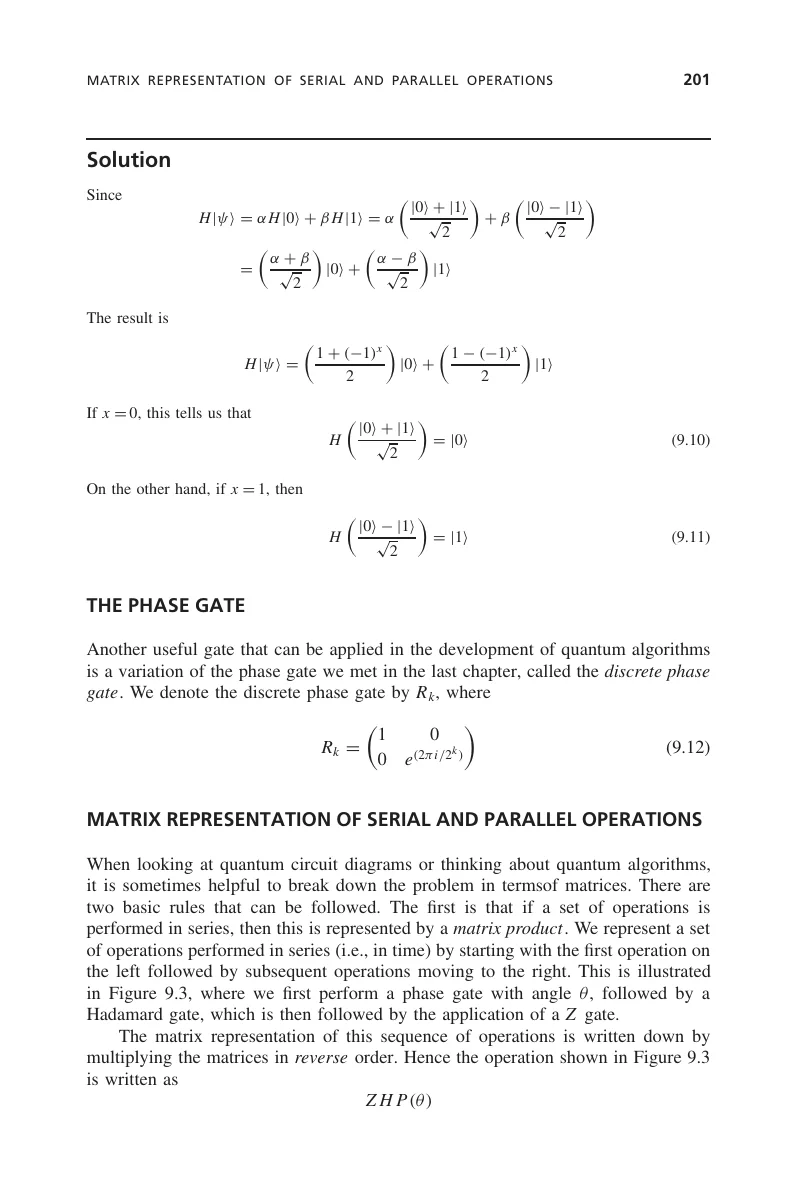 MATRIX REPRESENTATION OF SERIAL AND PARALLEL OPERATIONS 201
Solution
Since
H|ψ⟩ = αH|0⟩ + βH|1⟩ = α (|0⟩ + |1⟩ / √2) + β (|0⟩ − |1⟩ / √2)
= (α + β / √2) |0⟩ + (α − β / √2) |1⟩
The result is
H|ψ⟩ = (1 + (−1)^x / 2) |0⟩ + (1 − (−1)^x / 2) |1⟩
If x = 0, this tells us that
H (|0⟩ + |1⟩ / √2) = |0⟩ (9.10)
On the other hand, if x = 1, then
H (|0⟩ − |1⟩ / √2) = |1⟩ (9.11)
THE PHASE GATE
Another useful gate that can be applied in the development of quantum algorithms
is a variation of the phase gate we met in the last chapter, called the discrete phase
gate. We denote the discrete phase gate by R_k, where
R_k = (1 0
0 e^(2πi/2^k)) (9.12)
MATRIX REPRESENTATION OF SERIAL AND PARALLEL OPERATIONS
When looking at quantum circuit diagrams or thinking about quantum algorithms,
it is sometimes helpful to break down the problem in termsof matrices. There are
two basic rules that can be followed. The first is that if a set of operations is
performed in series, then this is represented by a matrix product. We represent a set
of operations performed in series (i.e., in time) by starting with the first operation on
the left followed by subsequent operations moving to the right. This is illustrated
in Figure 9.3, where we first perform a phase gate with angle θ, followed by a
Hadamard gate, which is then followed by the application of a Z gate.
The matrix representation of this sequence of operations is written down by
multiplying the matrices in reverse order. Hence the operation shown in Figure 9.3
is written as
ZHP(θ)